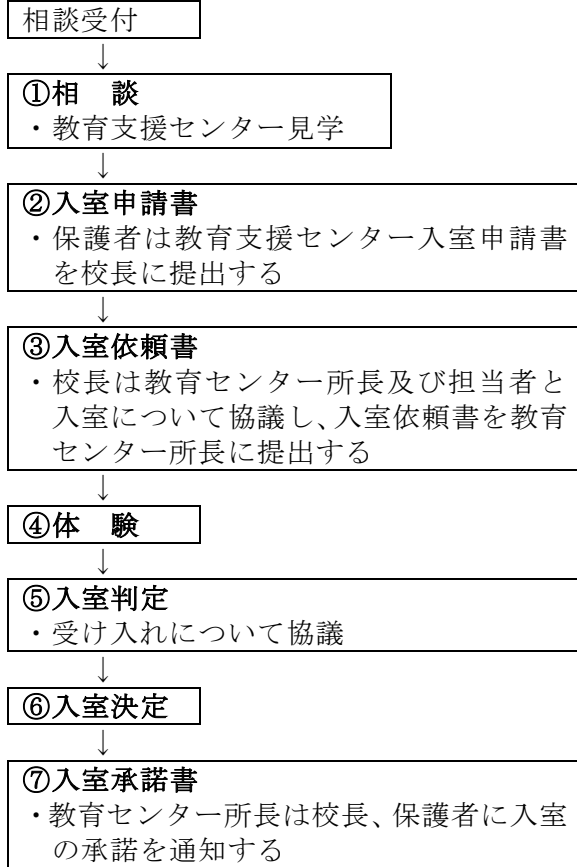 相談受付
↓
①相　談
・教育支援センター見学
↓
②入室申請書
・保護者は教育支援センター入室申請書
を校長に提出する
↓
③入室依頼書
・校長は教育センター所長及び担当者と
入室について協議し、入室依頼書を教育
センター所長に提出する
↓
④体　験
↓
⑤入室判定
・受け入れについて協議
↓
⑥入室決定
↓
⑦入室承諾書
・教育センター所長は校長、保護者に入室
の承諾を通知する